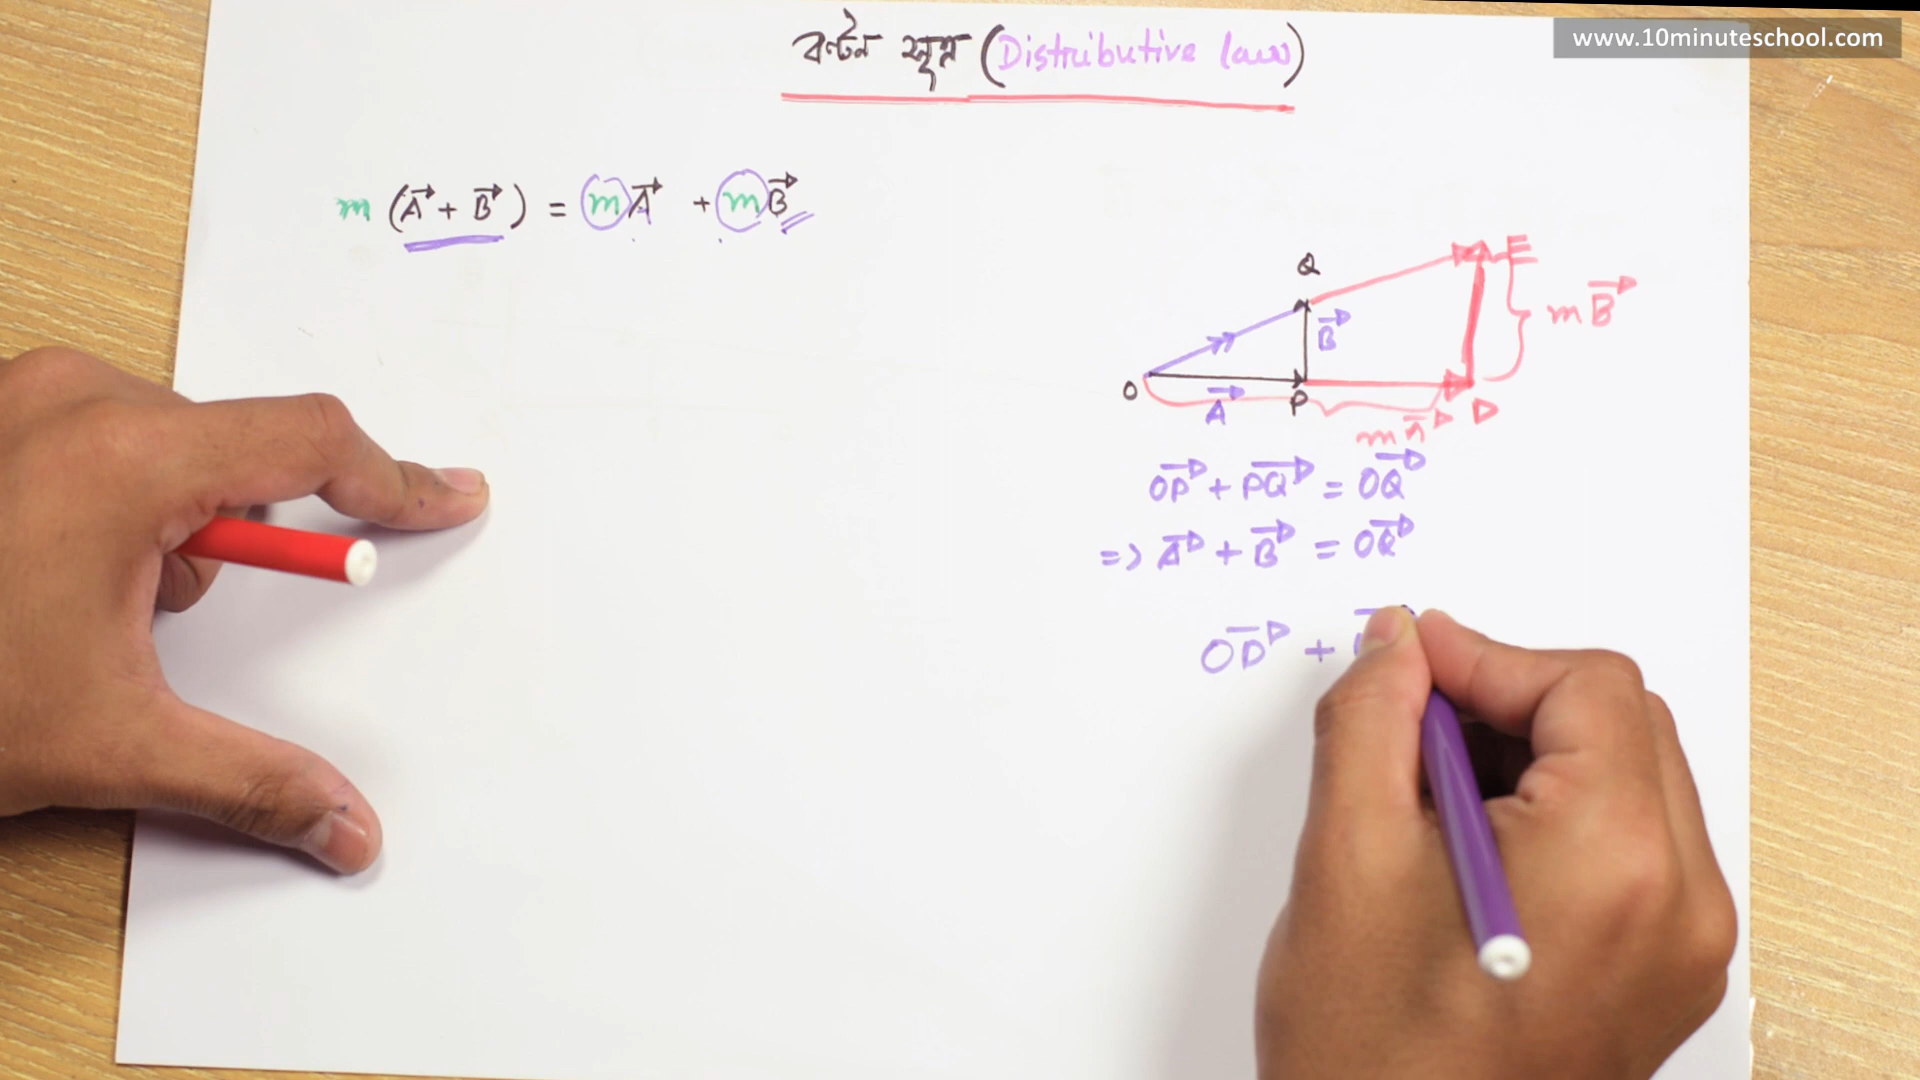 www.10minuteschool.com
বণ্টন সূত্র (Distributive law)
m (A⃗ + B⃗) = mA⃗ + mB⃗
Q
E
B⃗
mB⃗
O
A⃗
P
D
mA⃗
OP⃗ + PQ⃗ = OQ⃗
=> A⃗ + B⃗ = OQ⃗
OD⃗ +